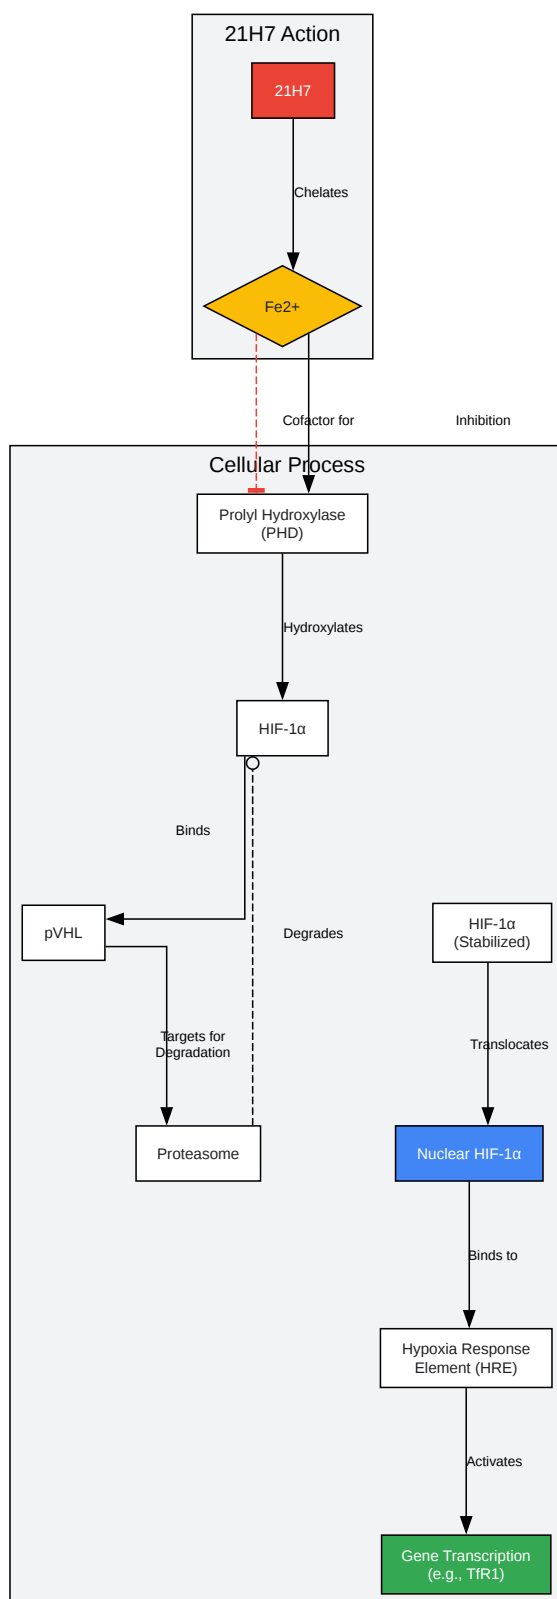 21H7 Action
21H7
Chelates
Fe2+
Cofactor for
Inhibition
Cellular Process
Prolyl Hydroxylase
(PHD)
Hydroxylates
HIF-1α
Binds
pVHL
HIF-1α
(Stabilized)
Degrades
Targets for
Degradation
Translocates
Proteasome
Nuclear HIF-1α
Binds to
Hypoxia Response
Element (HRE)
Activates
Gene Transcription
(e.g., TfR1)